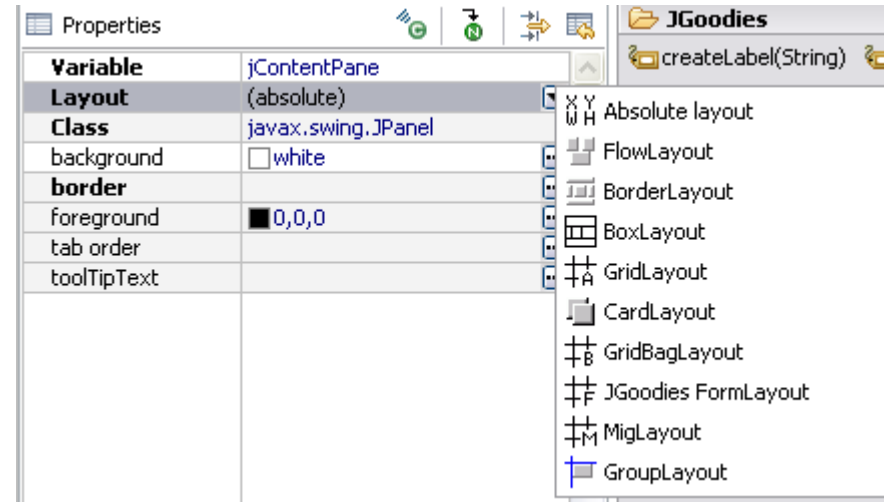 Properties
JGoodies
createLabel(String)
Variable jContentPane
Layout (absolute)
Class javax.swing.JPanel
background white
border
foreground 0,0,0
tab order
toolTipText
Absolute layout
FlowLayout
BorderLayout
BoxLayout
GridLayout
CardLayout
GridBagLayout
JGoodies FormLayout
MigLayout
GroupLayout